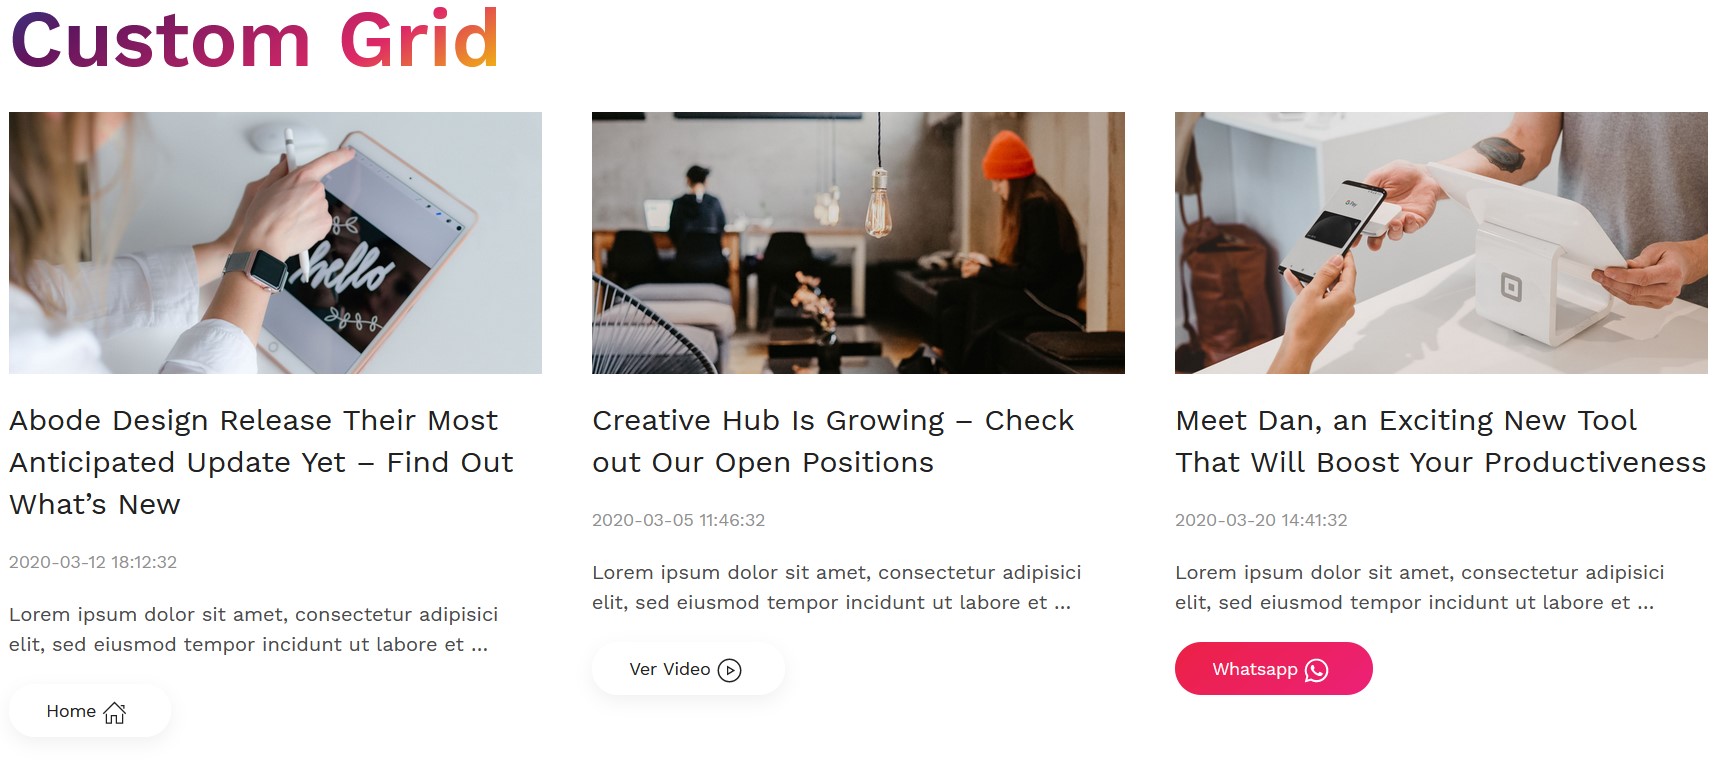 Custom Grid
hello
Abode Design Release Their Most
Anticipated Update Yet – Find Out
What’s New
2020-03-12 18:12:32
Lorem ipsum dolor sit amet, consectetur adipisici
elit, sed eiusmod tempor incidunt ut labore et ...
Home
Creative Hub Is Growing – Check
out Our Open Positions
2020-03-05 11:46:32
Lorem ipsum dolor sit amet, consectetur adipisici
elit, sed eiusmod tempor incidunt ut labore et ...
Ver Video
Meet Dan, an Exciting New Tool
That Will Boost Your Productiveness
2020-03-20 14:41:32
Lorem ipsum dolor sit amet, consectetur adipisici
elit, sed eiusmod tempor incidunt ut labore et ...
Whatsapp